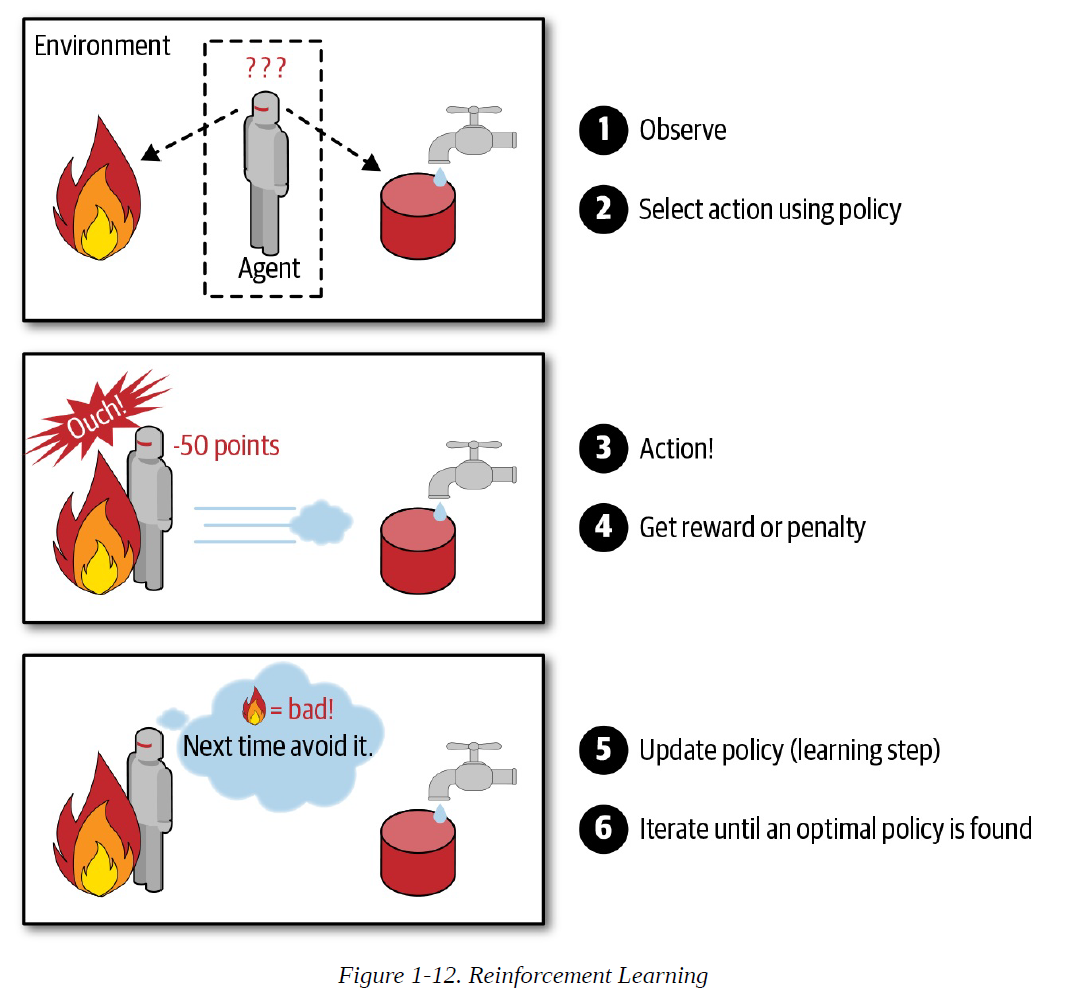 Environment
? ? ?
Agent
1 Observe
2 Select action using policy
Ouch!
-50 points
3 Action!
4 Get reward or penalty
= bad!
Next time avoid it.
5 Update policy (learning step)
6 Iterate until an optimal policy is found
Figure 1-12. Reinforcement Learning